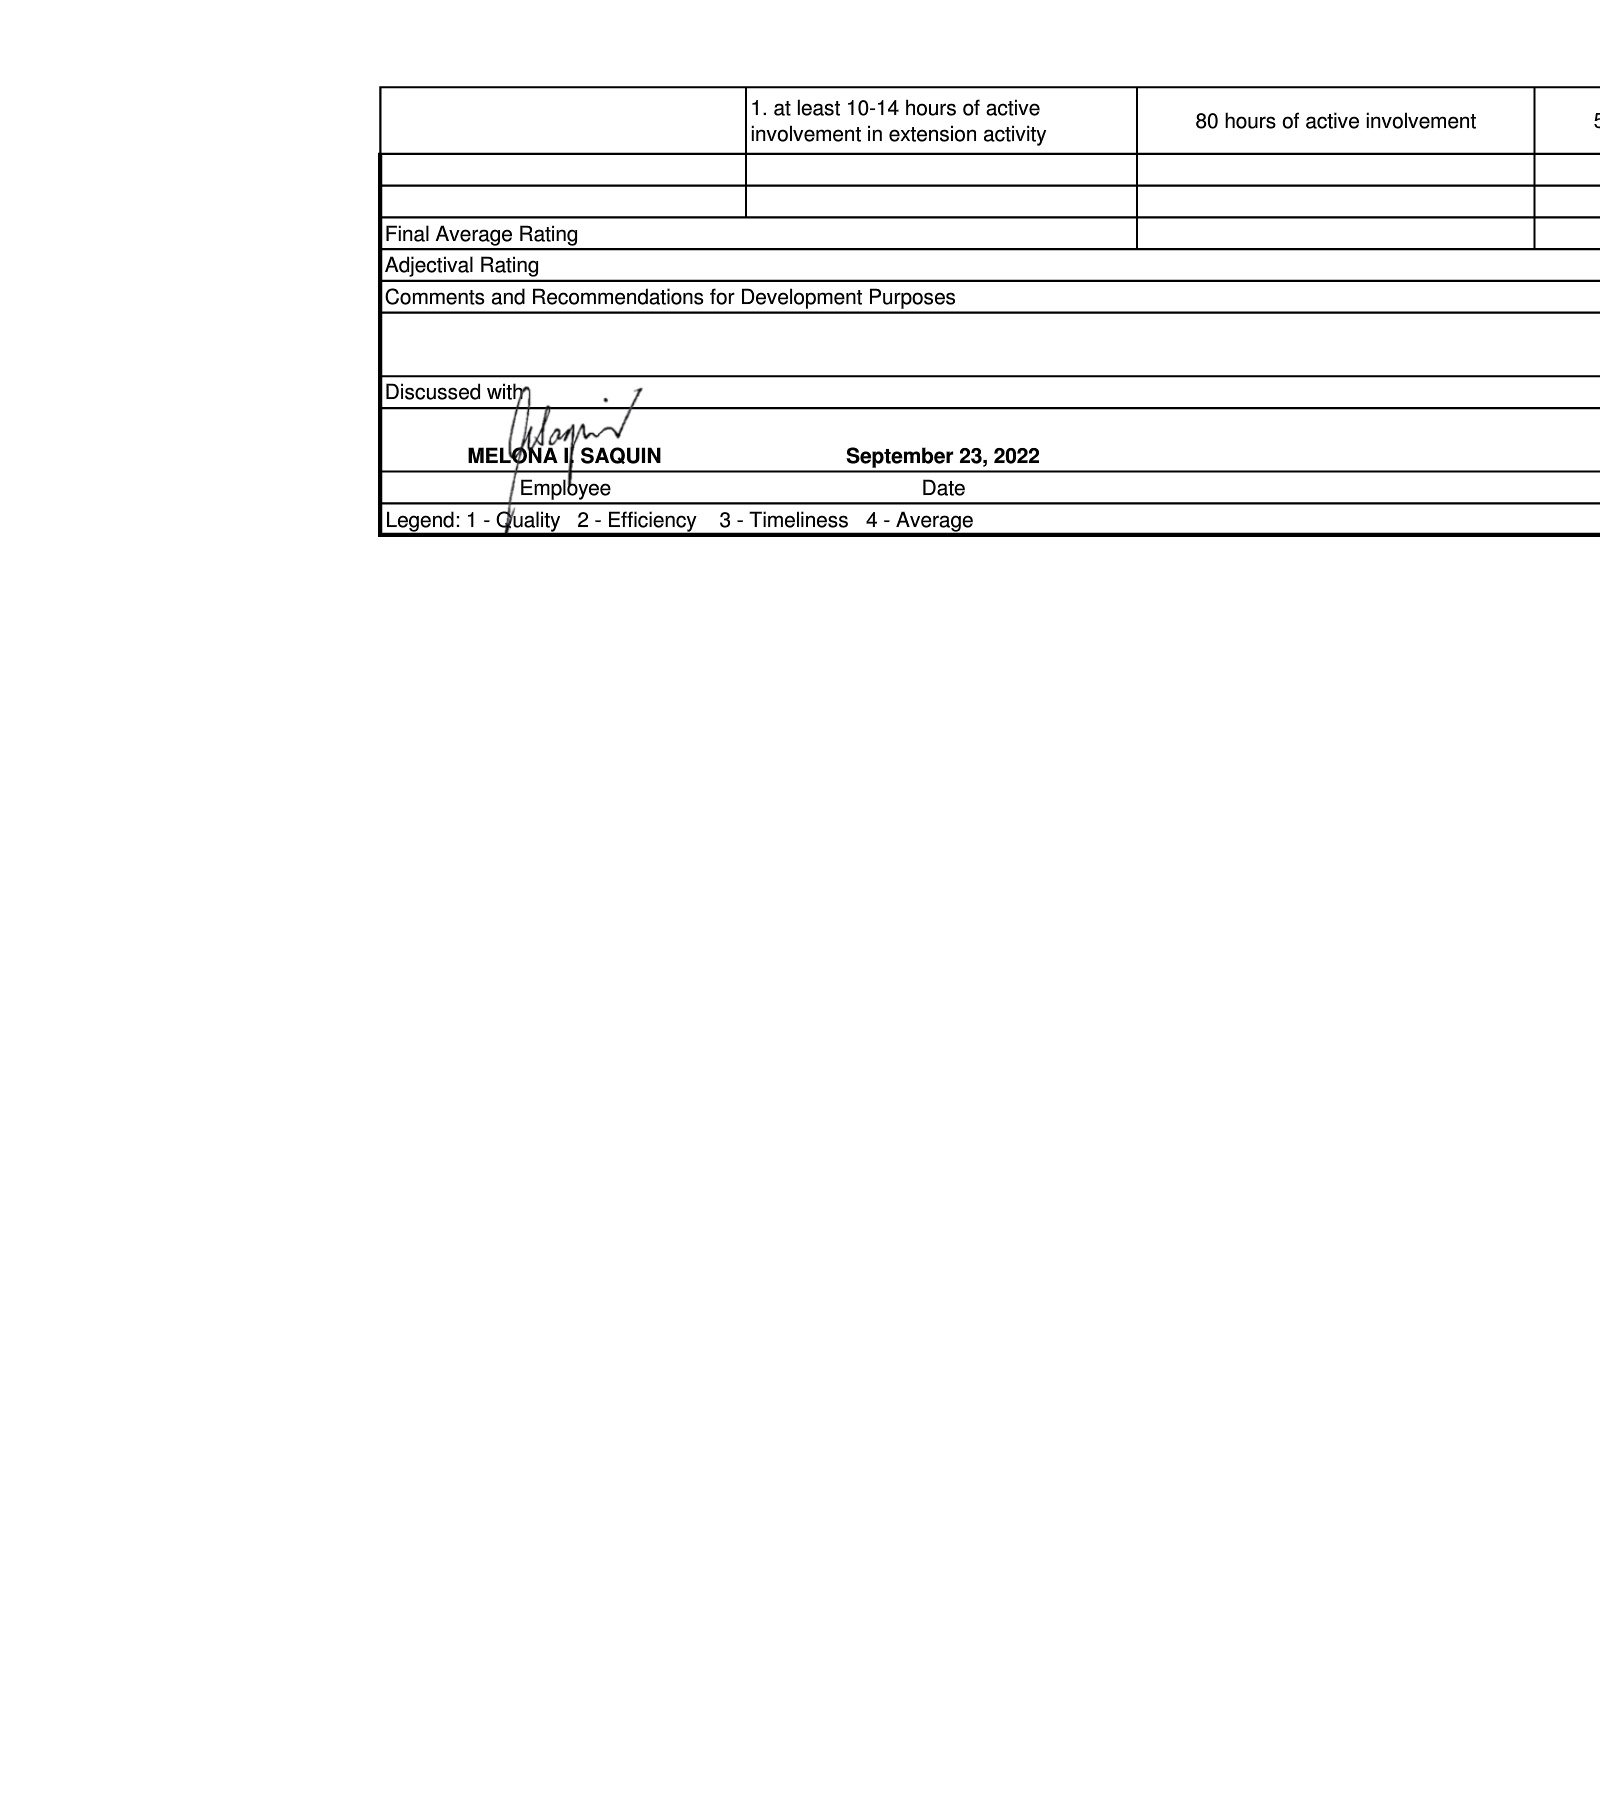 1. at least 10-14 hours of active
involvement in extension activity
80 hours of active involvement
5
Final Average Rating
Adjectival Rating
Comments and Recommendations for Development Purposes
Discussed with
MELONA I. SAQUIN
September 23, 2022
Employee
Date
Legend: 1 - Quality 2 - Efficiency 3 - Timeliness 4 - Average